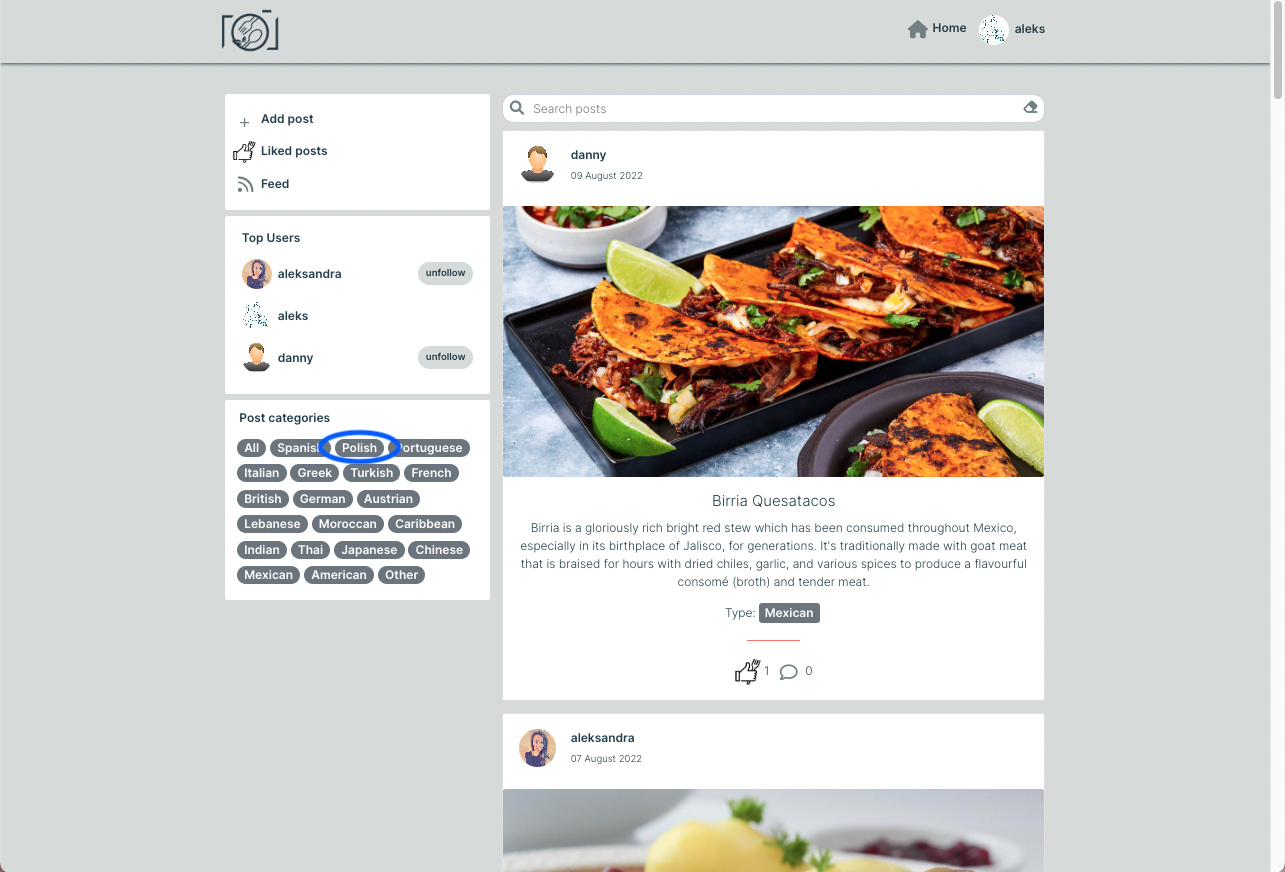 Home aleks
Add post
Liked posts
Feed
Top Users
aleksandra unfollow
aleks
danny unfollow
Post categories
All Spanish Polish Portuguese
Italian Greek Turkish French
British German Austrian
Lebanese Moroccan Caribbean
Indian Thai Japanese Chinese
Mexican American Other
Search posts
danny
09 August 2022
Birria Quesatacos
Birria is a gloriously rich bright red stew which has been consumed throughout Mexico,
especially in its birthplace of Jalisco, for generations. It's traditionally made with goat meat
that is braised for hours with dried chiles, garlic, and various spices to produce a flavourful
consomé (broth) and tender meat.
Type: Mexican
1 0
aleksandra
07 August 2022